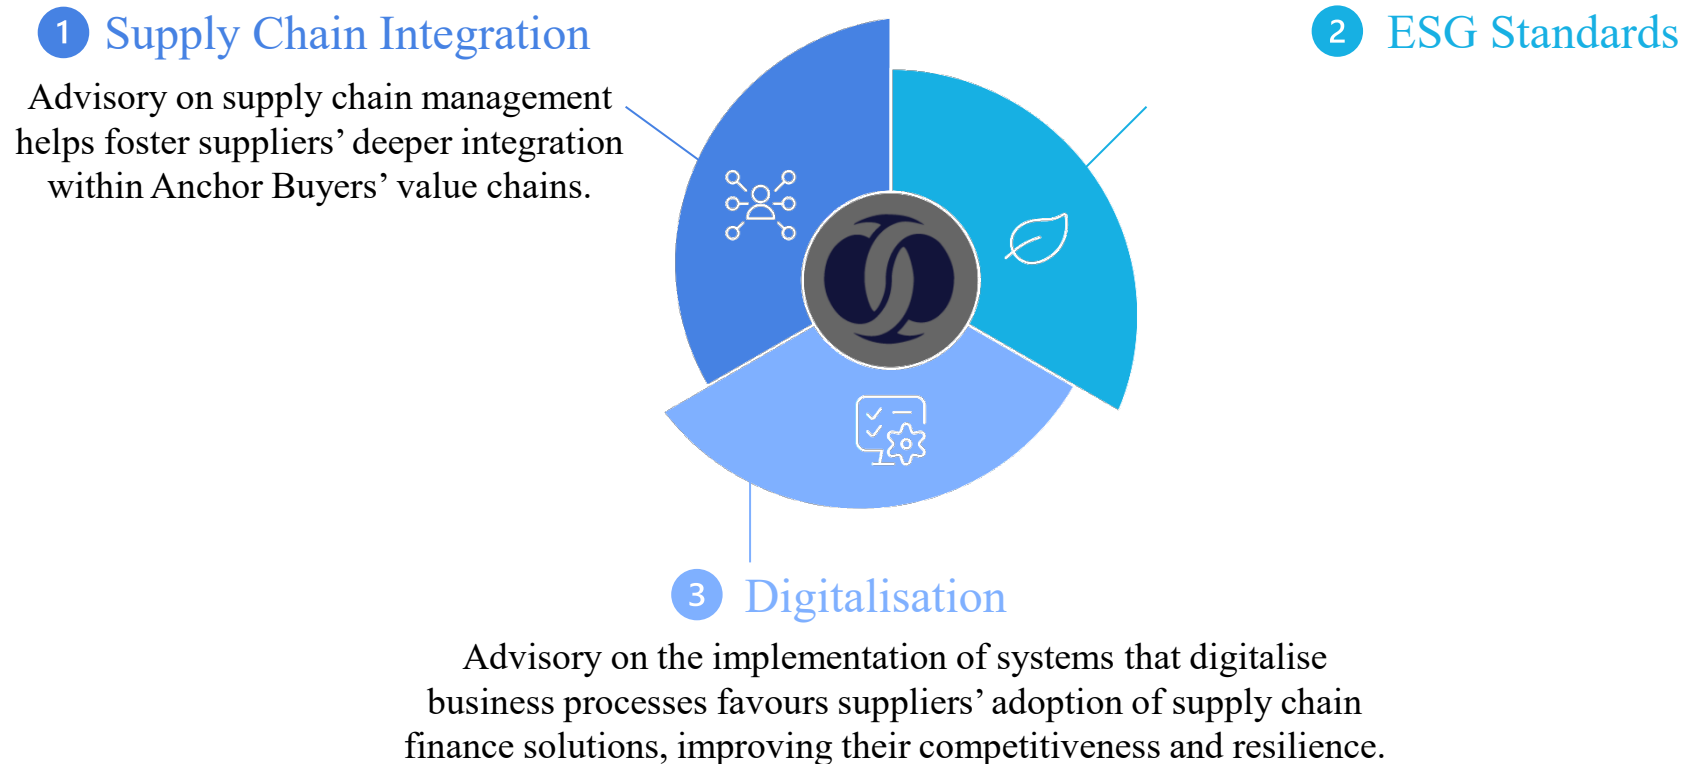 1 Supply Chain Integration
Advisory on supply chain management
helps foster suppliers’ deeper integration
within Anchor Buyers’ value chains.
2 ESG Standards
3 Digitalisation
Advisory on the implementation of systems that digitalise
business processes favours suppliers’ adoption of supply chain
finance solutions, improving their competitiveness and resilience.